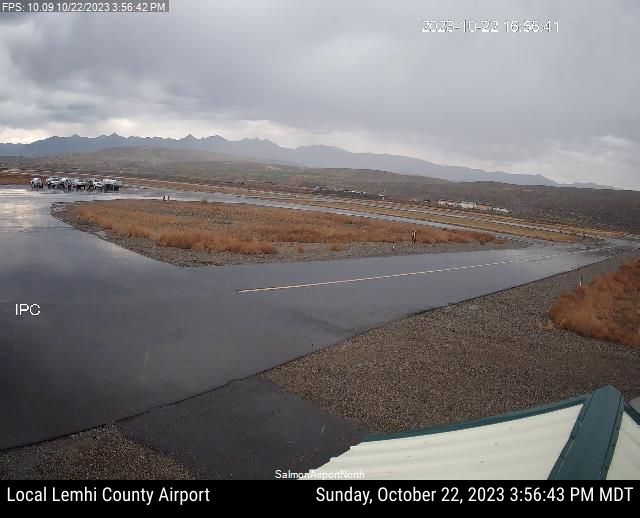 FPS: 10.09 10/22/2023 3:56:42 PM
2023-10-22 15:56:41
IPC
SalmonAirportNorth
Local Lemhi County Airport
Sunday, October 22, 2023 3:56:43 PM MDT